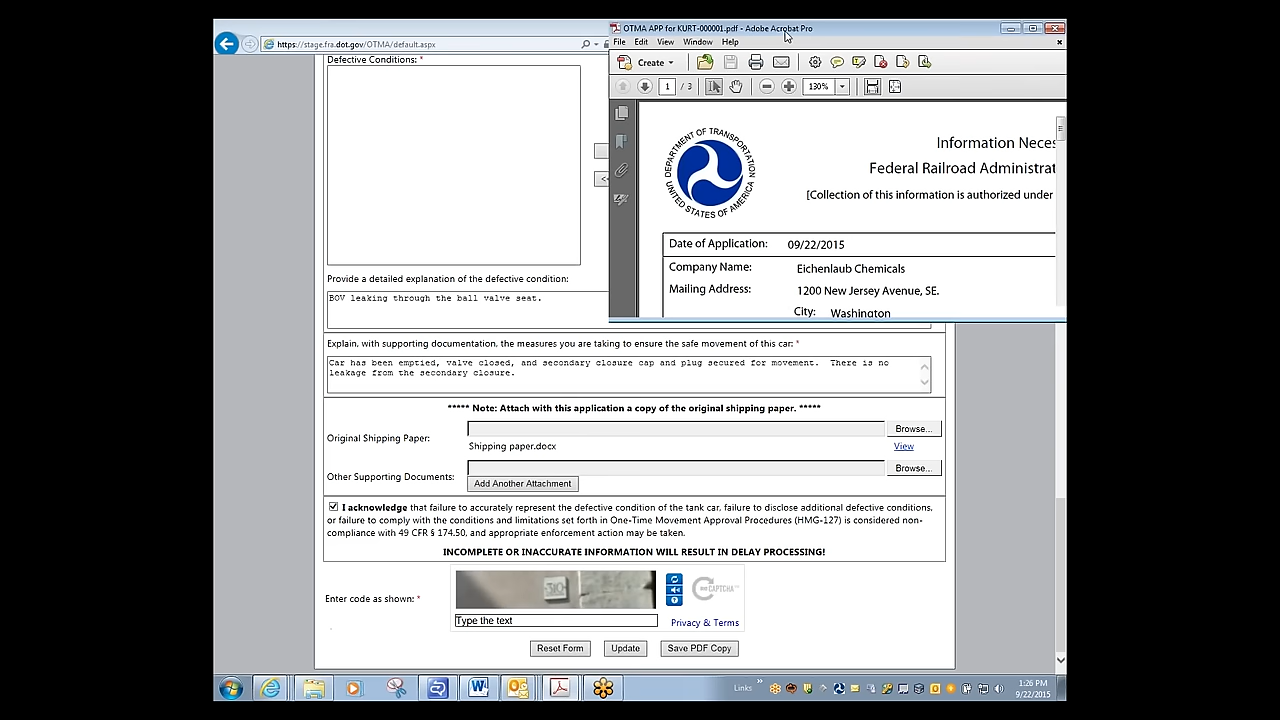 OTMA APP for KURT-000001.pdf - Adobe Acrobat Pro
https://stage.fra.dot.gov/OTMA/default.aspx
File Edit View Window Help
Create
1 / 3 130%
Defective Conditions: *
DEPARTMENT OF TRANSPORTATION
UNITED STATES OF AMERICA
Information Neces
Federal Railroad Administrat
[Collection of this information is authorized under
Date of Application: 09/22/2015
Company Name: Eichenlaub Chemicals
Mailing Address: 1200 New Jersey Avenue, SE.
City: Washington
Provide a detailed explanation of the defective condition:
BOV leaking through the ball valve seat.
Explain, with supporting documentation, the measures you are taking to ensure the safe movement of this car: *
Car has been emptied, valve closed, and secondary closure cap and plug secured for movement. There is no
leakage from the secondary closure.
***** Note: Attach with this application a copy of the original shipping paper. *****
Original Shipping Paper: Browse...
Shipping paper.docx View
Other Supporting Documents: Browse...
Add Another Attachment
I acknowledge that failure to accurately represent the defective condition of the tank car, failure to disclose additional defective conditions,
or failure to comply with the conditions and limitations set forth in One-Time Movement Approval Procedures (HMG-127) is considered non-
compliance with 49 CFR § 174.50, and appropriate enforcement action may be taken.
INCOMPLETE OR INACCURATE INFORMATION WILL RESULT IN DELAY PROCESSING!
Enter code as shown: *
310
Type the text
Privacy & Terms
Reset Form Update Save PDF Copy
Links
1:26 PM
9/22/2015